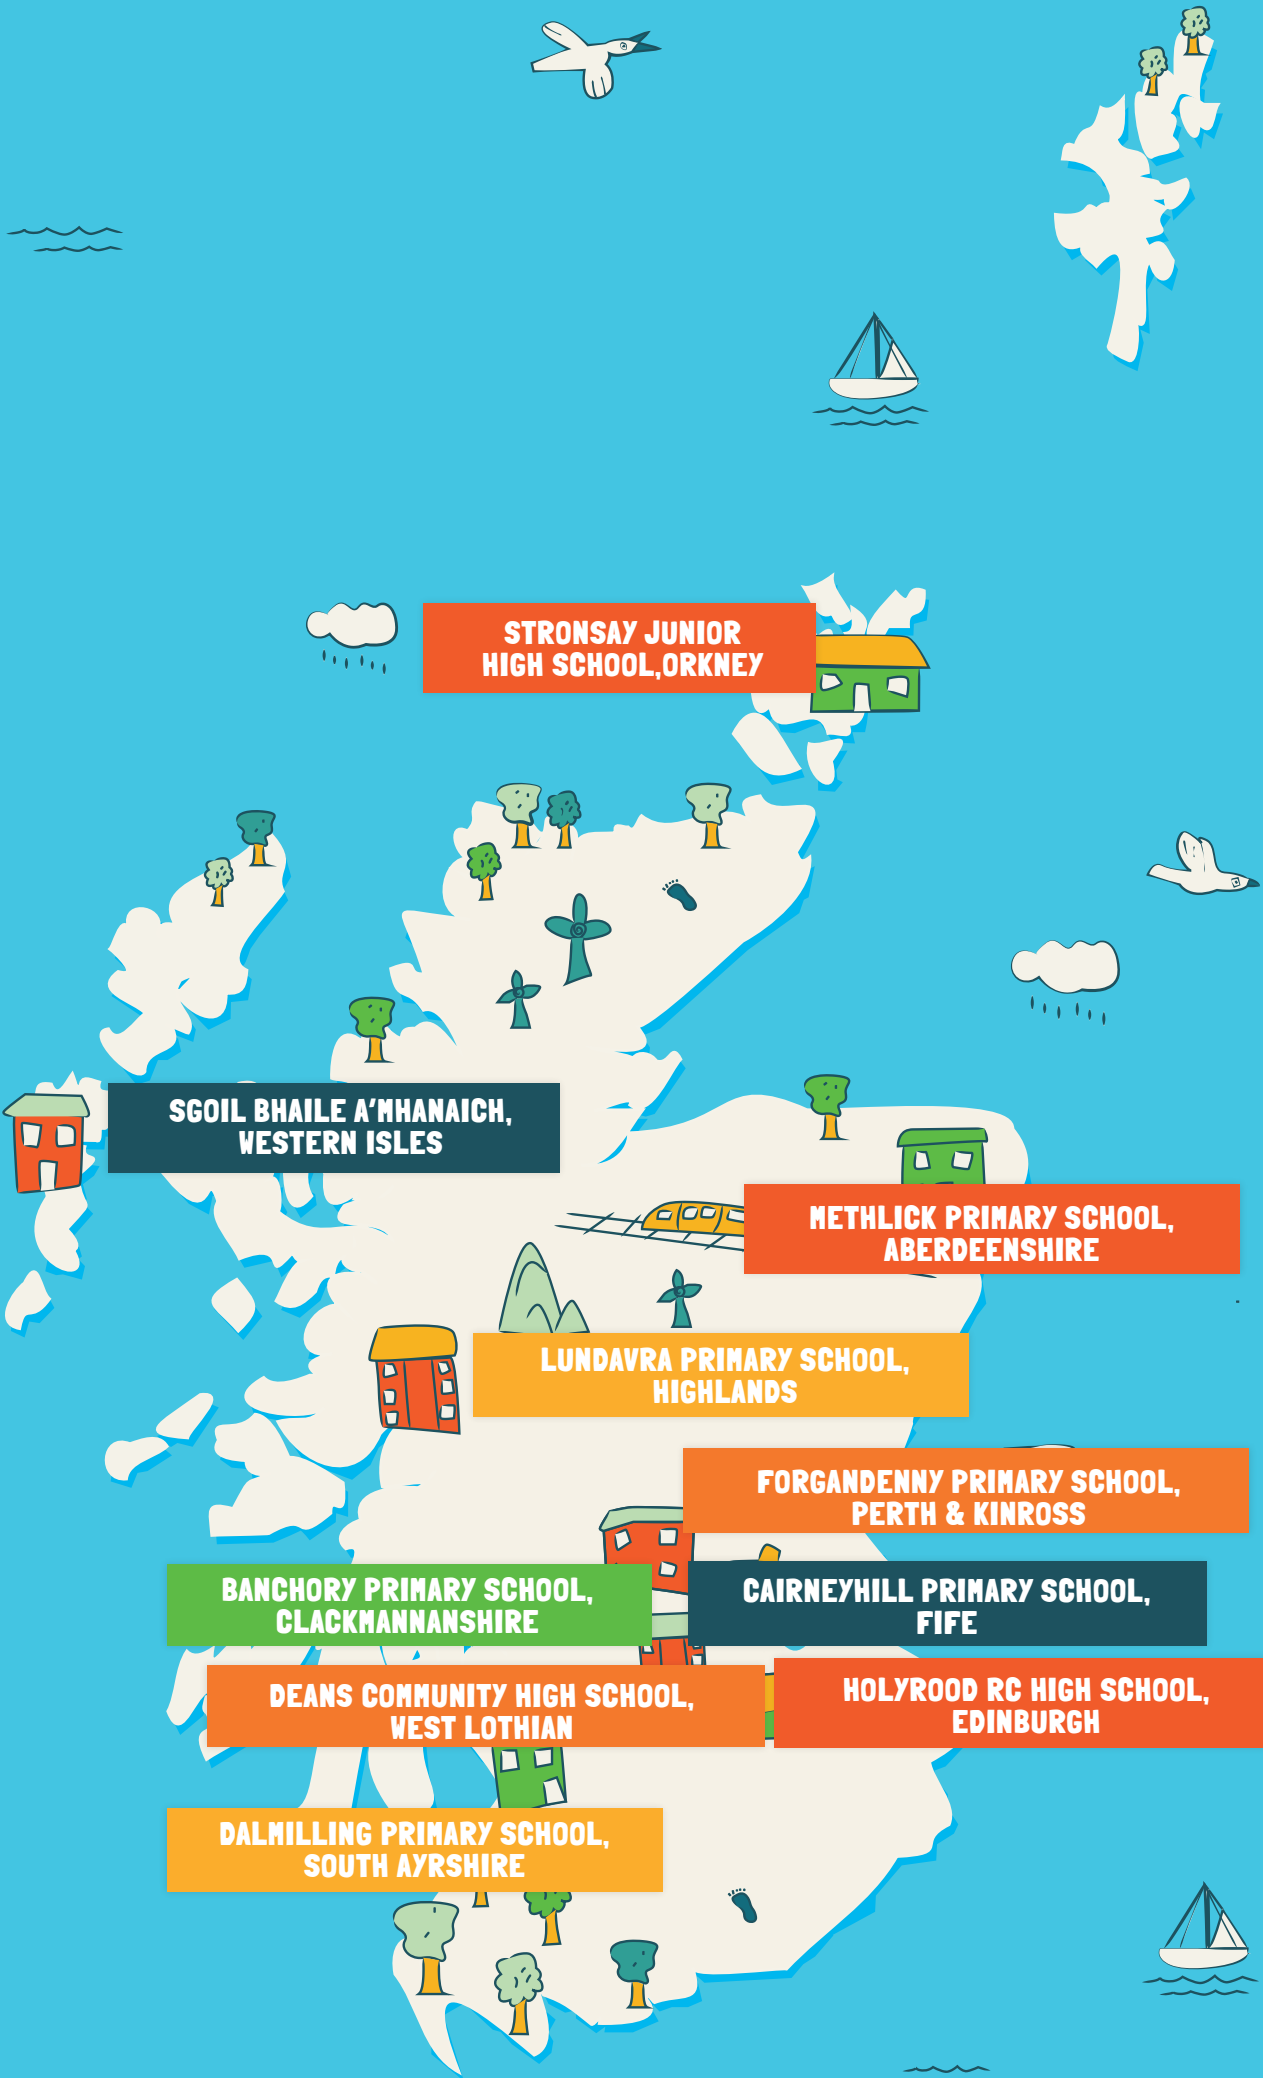 STRONSAY JUNIOR
HIGH SCHOOL,ORKNEY
SGOIL BHAILE A'MHANAICH,
WESTERN ISLES
METHLICK PRIMARY SCHOOL,
ABERDEENSHIRE
LUNDAVRA PRIMARY SCHOOL,
HIGHLANDS
FORGANDENNY PRIMARY SCHOOL,
PERTH & KINROSS
BANCHORY PRIMARY SCHOOL,
CLACKMANNANSHIRE
CAIRNEYHILL PRIMARY SCHOOL,
FIFE
DEANS COMMUNITY HIGH SCHOOL,
WEST LOTHIAN
HOLYROOD RC HIGH SCHOOL,
EDINBURGH
DALMILLING PRIMARY SCHOOL,
SOUTH AYRSHIRE